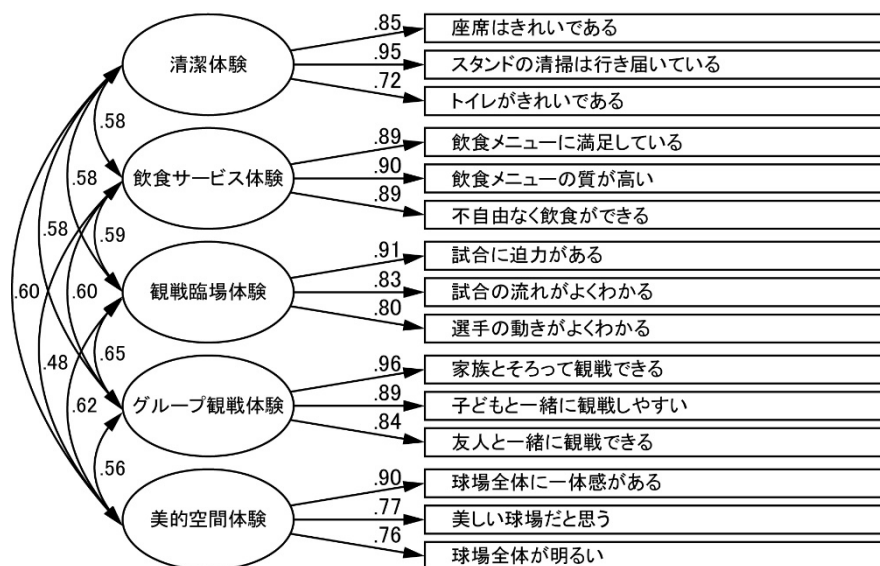 清潔体験
.85
座席はきれいである
.95
スタンドの清掃は行き届いている
.72
トイレがきれいである
.58
飲食サービス体験
.89
飲食メニューに満足している
.90
飲食メニューの質が高い
.89
不自由なく飲食ができる
.58
.58
.59
観戦臨場体験
.91
試合に迫力がある
.83
試合の流れがよくわかる
.80
選手の動きがよくわかる
.60
.60
.48
.65
グループ観戦体験
.96
家族とそろって観戦できる
.89
子どもと一緒に観戦しやすい
.84
友人と一緒に観戦できる
.62
.56
美的空間体験
.90
球場全体に一体感がある
.77
美しい球場だと思う
.76
球場全体が明るい